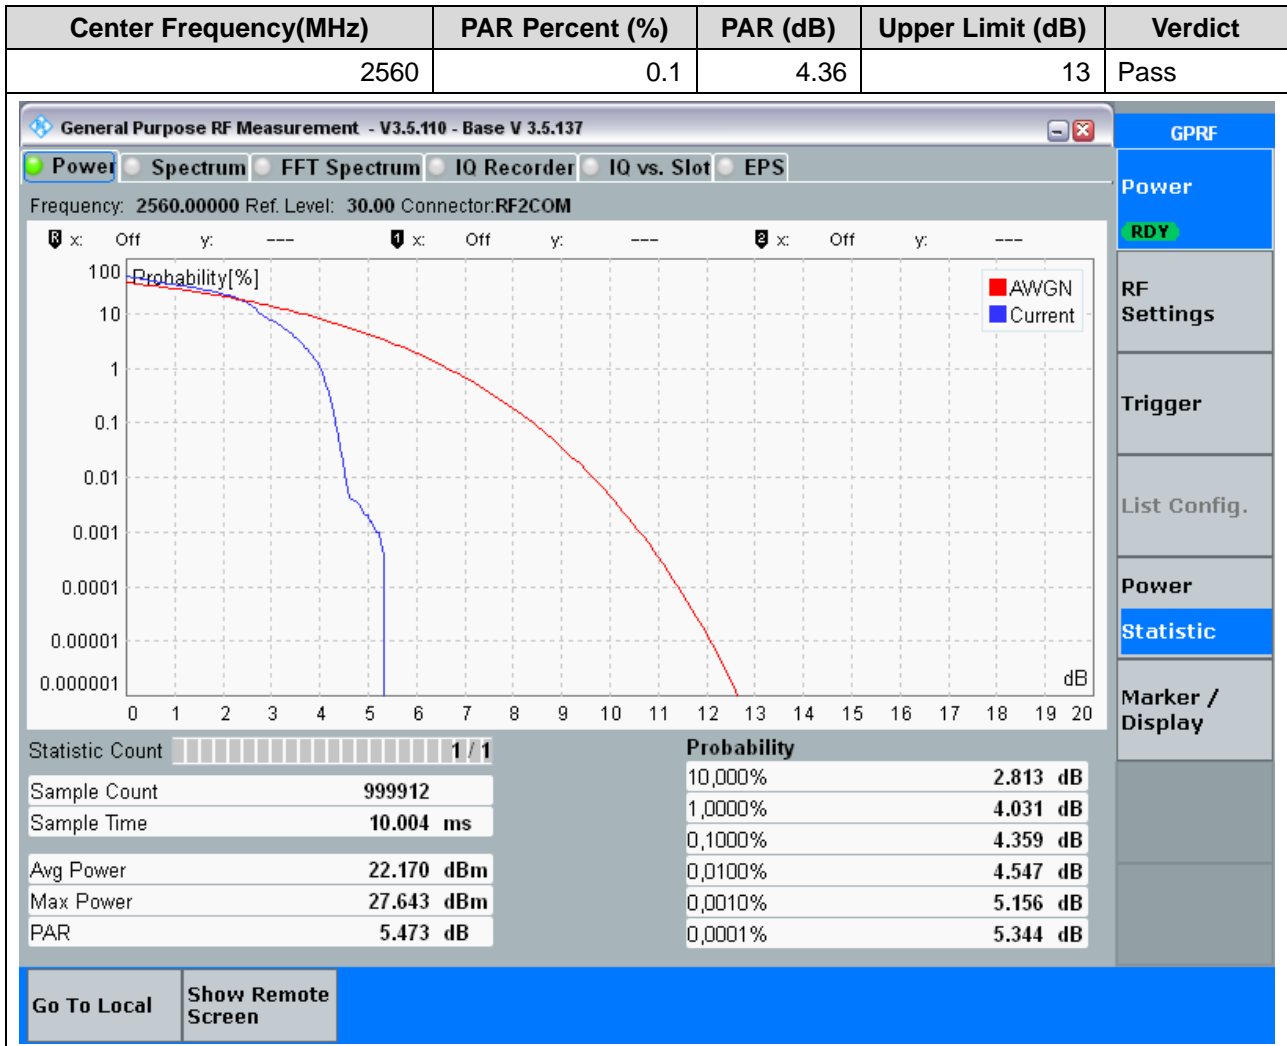 Center Frequency(MHz) PAR Percent (%) PAR (dB) Upper Limit (dB) Verdict
2560 0.1 4.36 13 Pass
General Purpose RF Measurement - V3.5.110 - Base V 3.5.137
GPRF
Power Spectrum FFT Spectrum IQ Recorder IQ vs. Slot EPS
Frequency: 2560.00000 Ref. Level: 30.00 Connector:RF2COM
R x: Off y: --- 1 x: Off y: --- 2 x: Off y: ---
Probability[%]
AWGN
Current
100
10
1
0.1
0.01
0.001
0.0001
0.00001
0.000001
dB
0 1 2 3 4 5 6 7 8 9 10 11 12 13 14 15 16 17 18 19 20
Power
RDY
RF
Settings
Trigger
List Config.
Power
Statistic
Marker /
Display
Statistic Count 1 / 1
Sample Count 999912
Sample Time 10.004 ms
Avg Power 22.170 dBm
Max Power 27.643 dBm
PAR 5.473 dB
Probability
10,000% 2.813 dB
1,0000% 4.031 dB
0,1000% 4.359 dB
0,0100% 4.547 dB
0,0010% 5.156 dB
0,0001% 5.344 dB
Go To Local
Show Remote
Screen